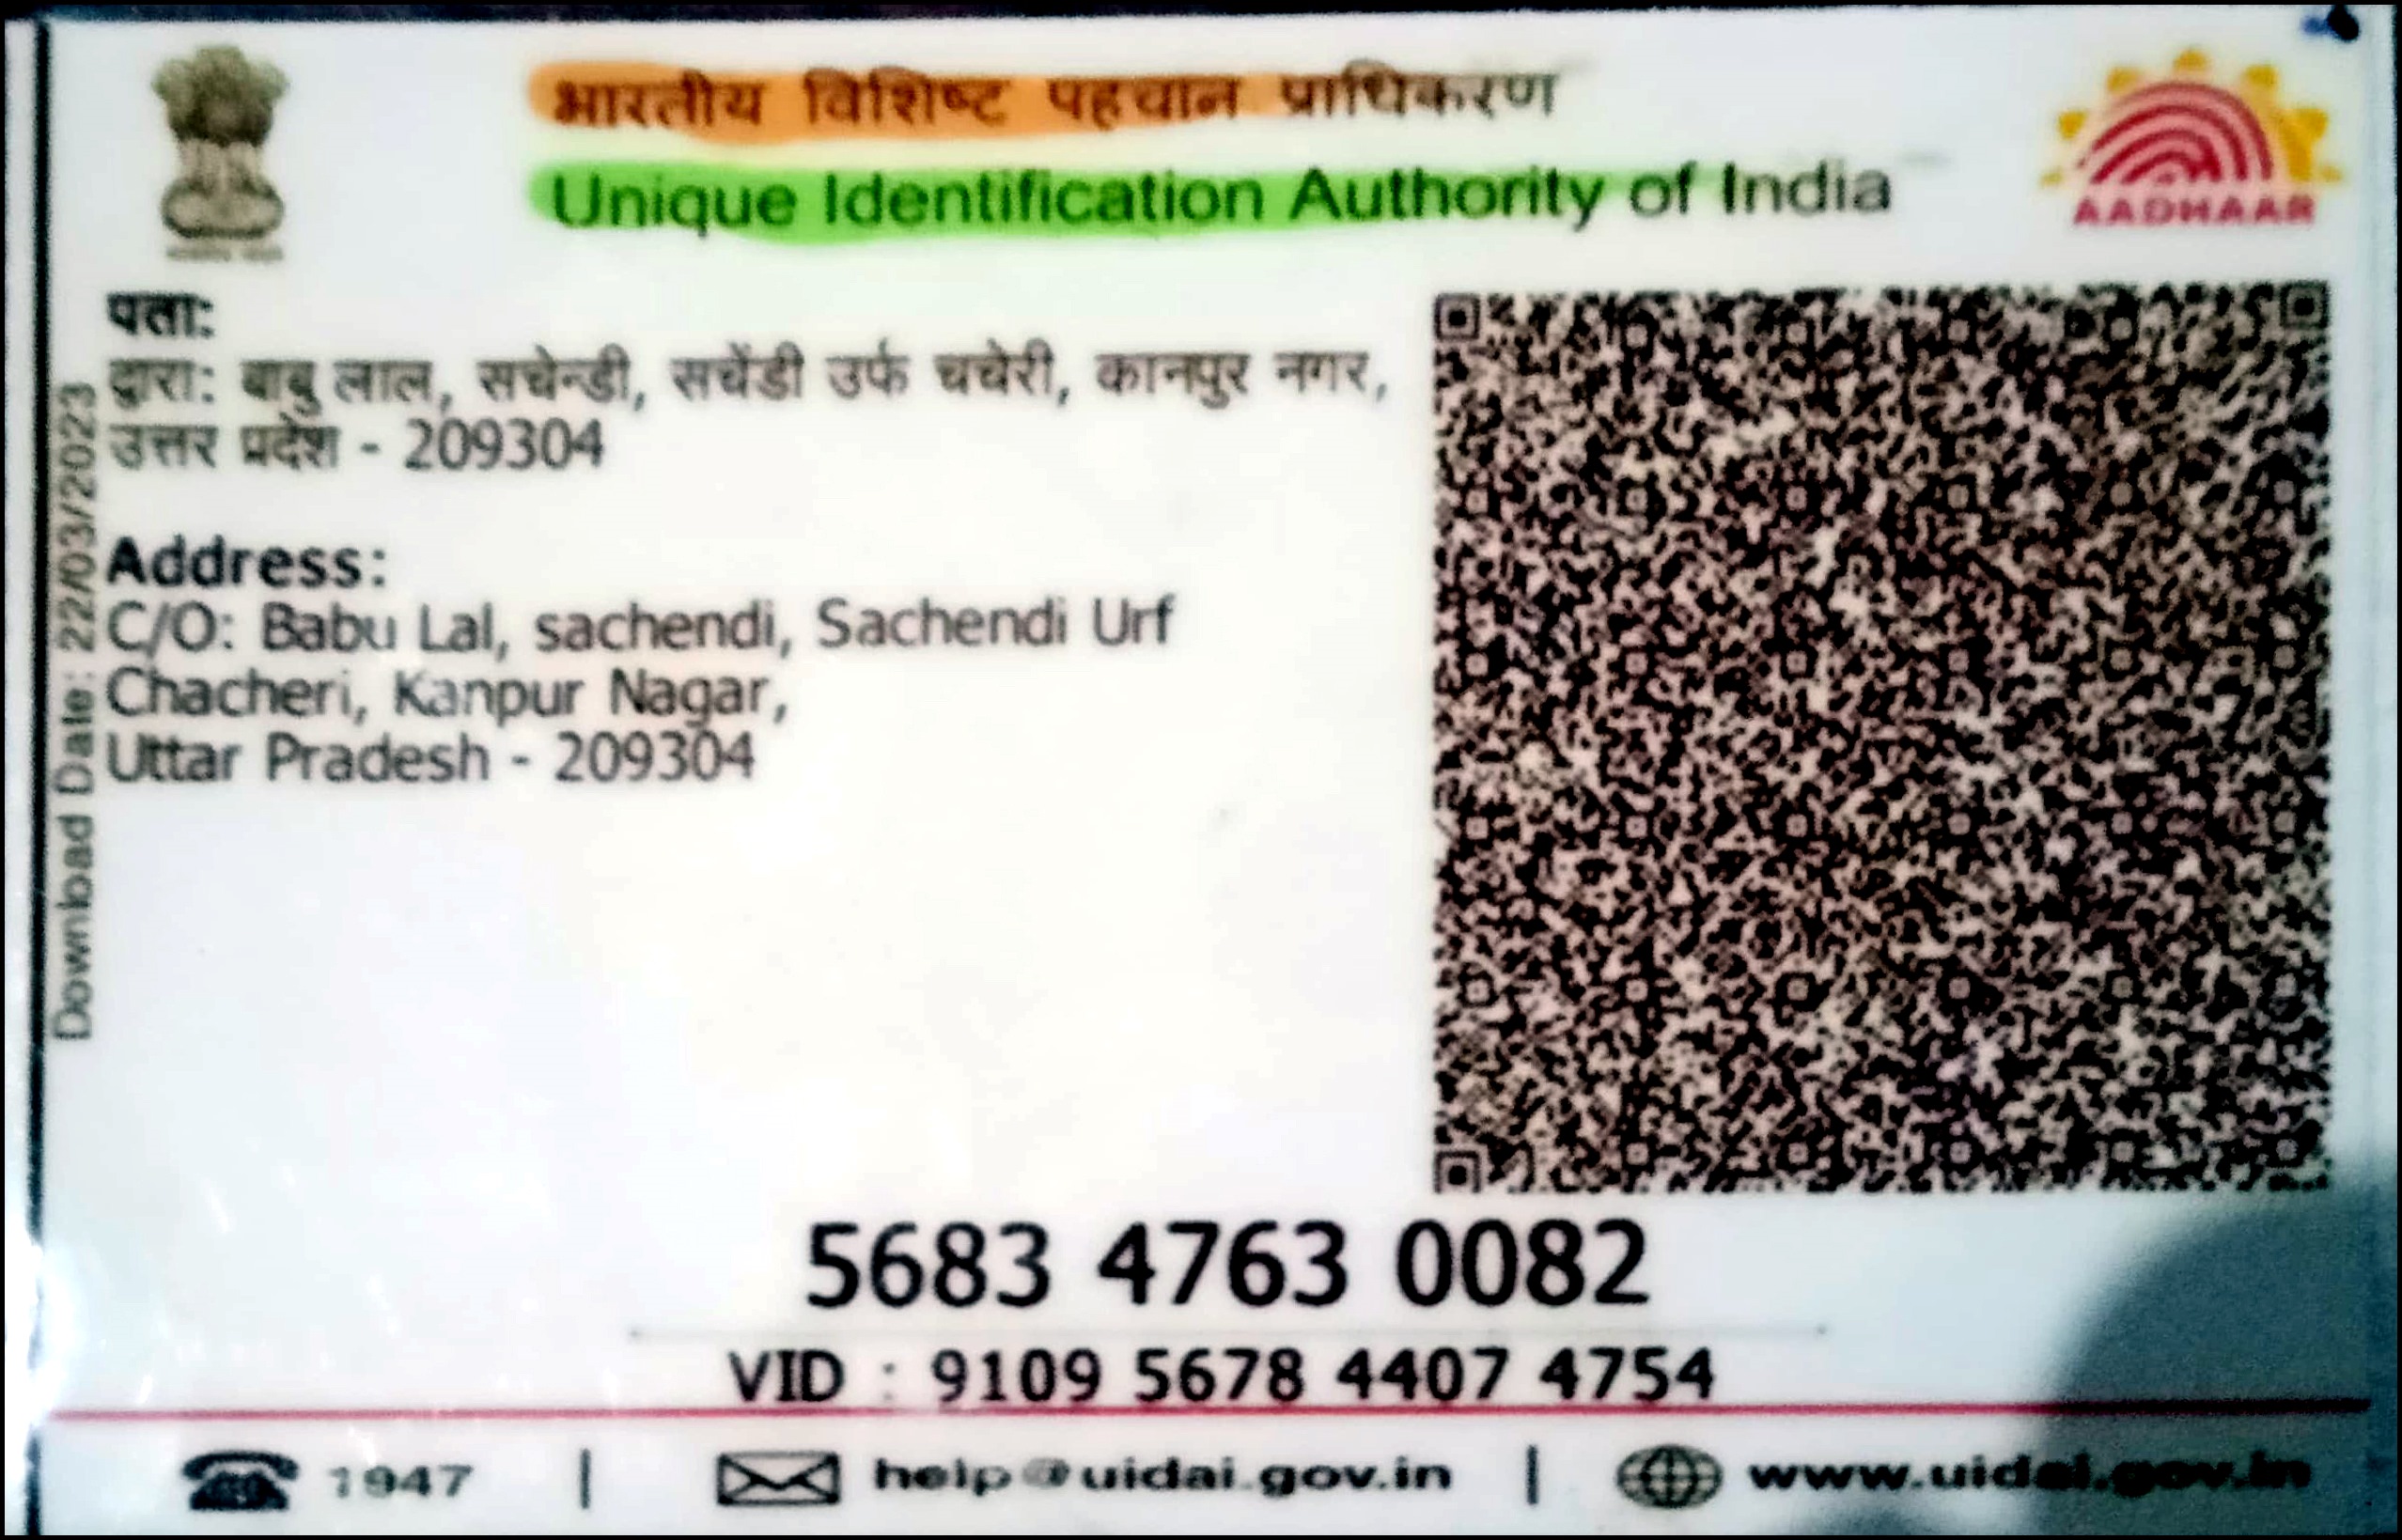 भारतीय विशिष्ट पहचान प्राधिकरण
Unique Identification Authority of India
AADHAAR
पता:
द्वारा: बाबु लाल, सचेन्डी, सचेंडी उर्फ चचेरी, कानपुर नगर,
उत्तर प्रदेश - 209304
Address:
C/O: Babu Lal, sachendi, Sachendi Urf
Chacheri, Kanpur Nagar,
Uttar Pradesh - 209304
Download Date: 22/03/2023
5683 4763 0082
VID : 9109 5678 4407 4754
1947 | help@uidai.gov.in | www.uidai.gov.in